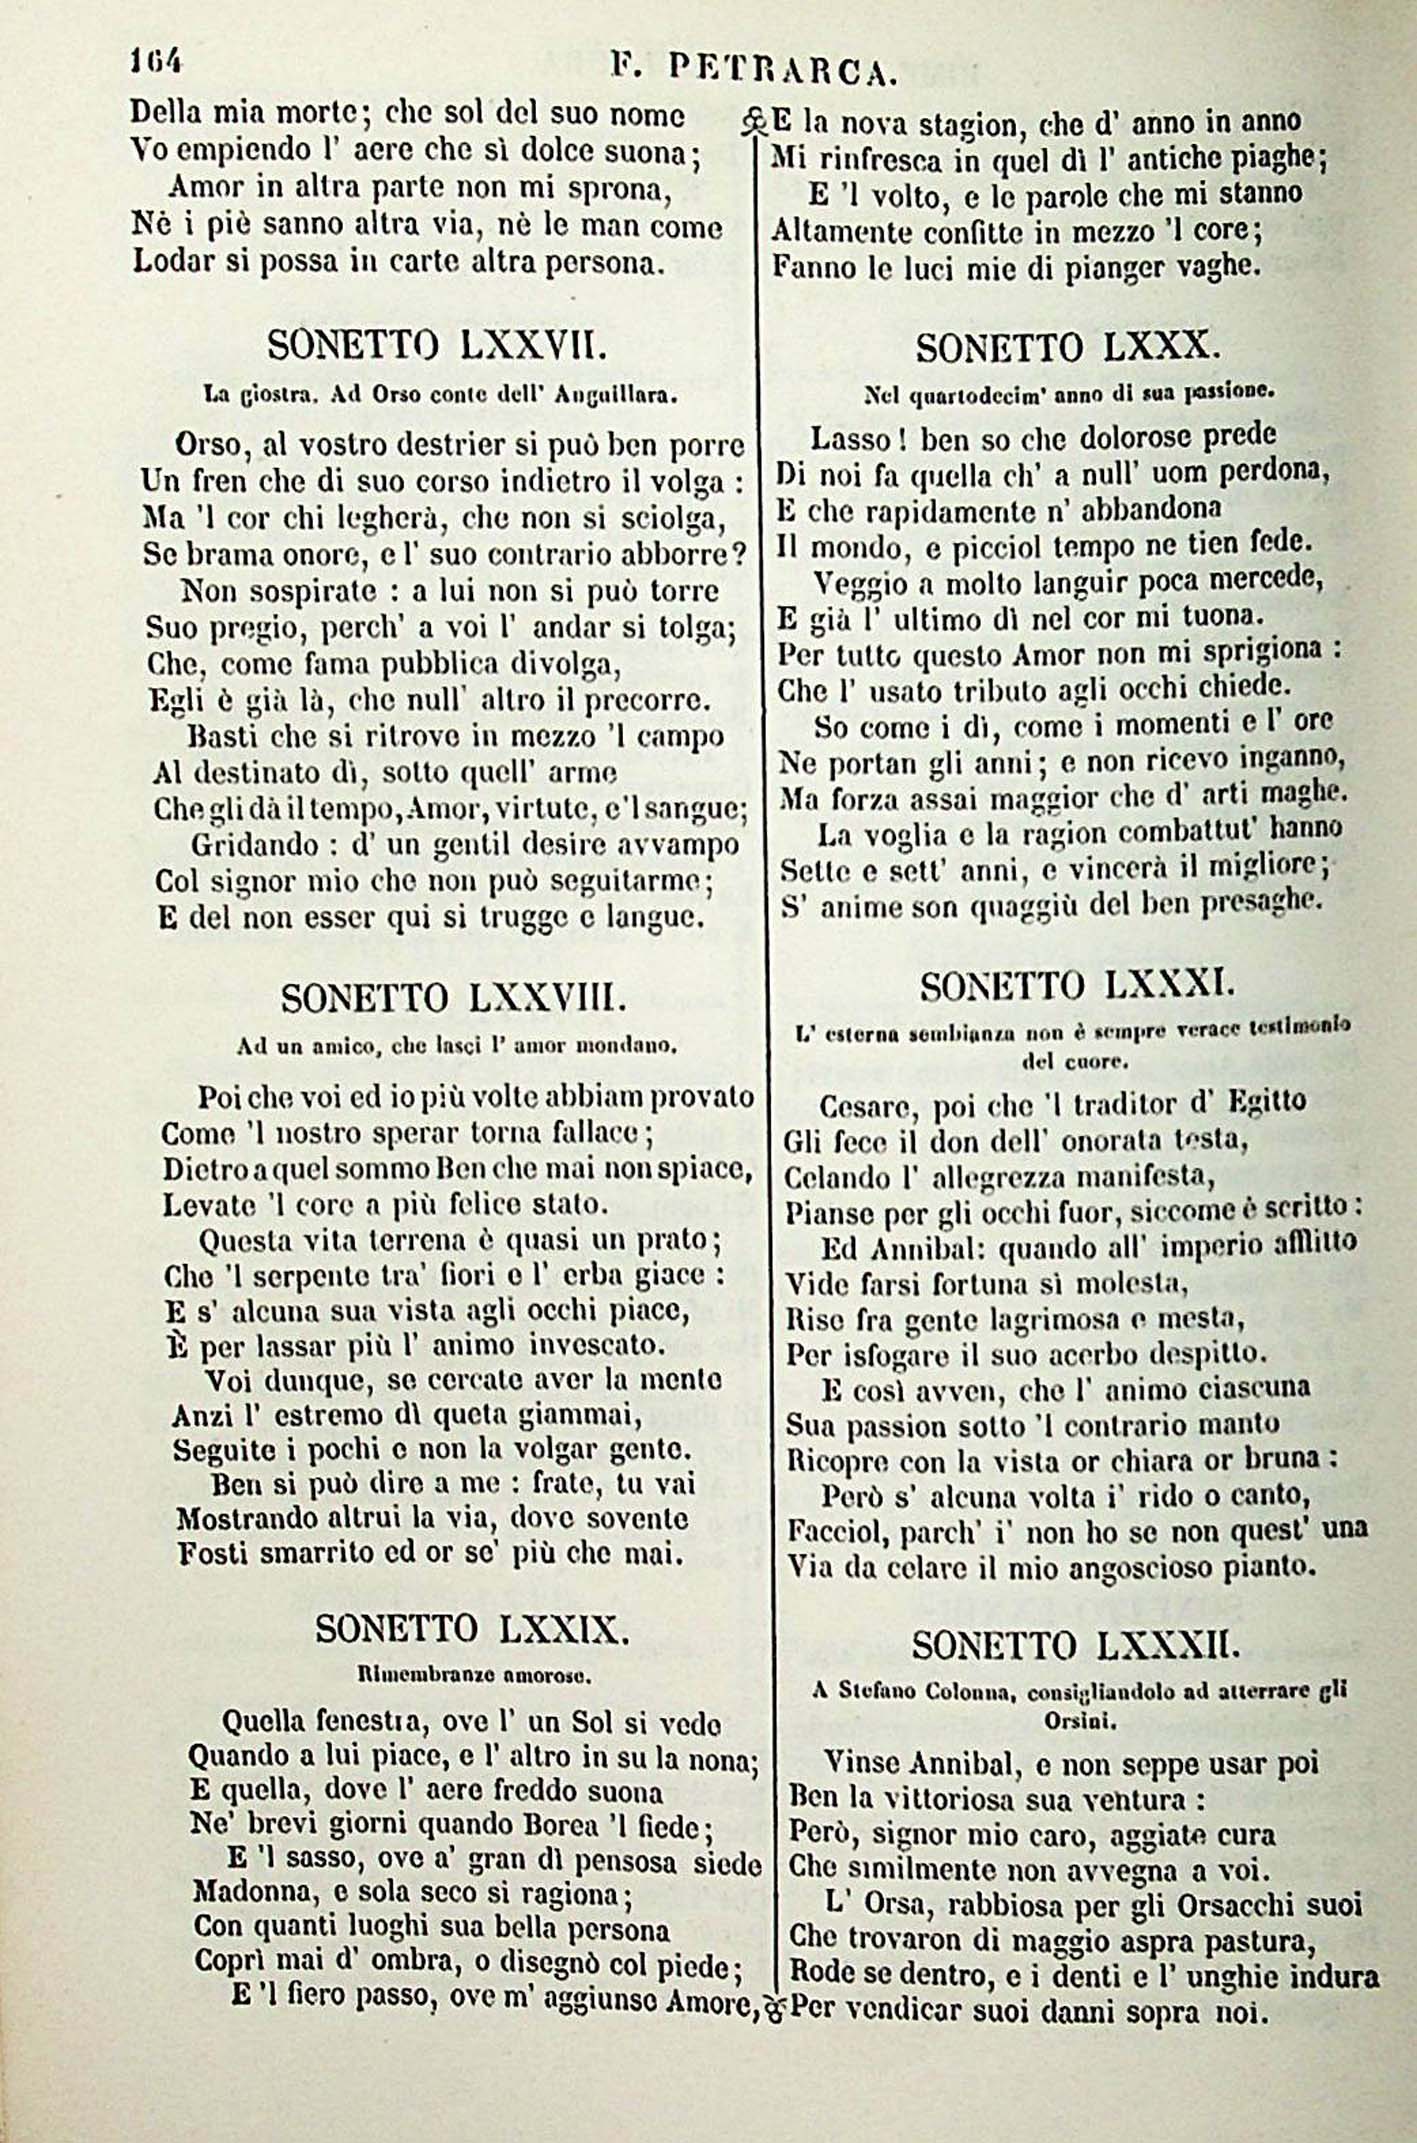 164
F. PETRARCA.
Della mia morte; che sol del suo nome
Vo empiendo l' aere che sì dolce suona;
Amor in altra parte non mi sprona,
Nè i piè sanno altra via, nè le man come
Lodar si possa in carte altra persona.
SONETTO LXXVII.
La giostra. Ad Orso conte dell' Anguillara.
Orso, al vostro destrier si può ben porre
Un fren che di suo corso indietro il volga :
Ma 'l cor chi legherà, che non si sciolga,
Se brama onore, e l' suo contrario abborre?
Non sospirate : a lui non si può torre
Suo pregio, perch' a voi l' andar si tolga;
Che, come fama pubblica divolga,
Egli è già là, che null' altro il precorre.
Basti che si ritrove in mezzo 'l campo
Al destinato dì, sotto quell' arme
Che gli dà il tempo, Amor, virtute, e 'l sangue;
Gridando : d' un gentil desire avvampo
Col signor mio che non può seguitarme;
E del non esser qui si trugge e langue.
SONETTO LXXVIII.
Ad un amico, che lasci l' amor mondano.
Poi che voi ed io più volte abbiam provato
Come 'l nostro sperar torna fallace;
Dietro a quel sommo Ben che mai non spiace,
Levate 'l core a più felice stato.
Questa vita terrena è quasi un prato;
Che 'l serpente tra' fiori e l' erba giace :
E s' alcuna sua vista agli occhi piace,
È per lassar più l' animo invescato.
Voi dunque, se cercate aver la mente
Anzi l' estremo dì queta giammai,
Seguite i pochi e non la volgar gente.
Ben si può dire a me : frate, tu vai
Mostrando altrui la via, dove sovente
Fosti smarrito ed or se' più che mai.
SONETTO LXXIX.
Rimembranze amorose.
Quella fenestra, ove l' un Sol si vede
Quando a lui piace, e l' altro in su la nona;
E quella, dove l' aere freddo suona
Ne' brevi giorni quando Borea 'l fiede;
E 'l sasso, ove a' gran dì pensosa siede
Madonna, e sola seco si ragiona;
Con quanti luoghi sua bella persona
Coprì mai d' ombra, o disegnò col piede;
E 'l fiero passo, ove m' aggiunse Amore,
E la nova stagion, che d' anno in anno
Mi rinfresca in quel dì l' antiche piaghe;
E 'l volto, e le parole che mi stanno
Altamente confitte in mezzo 'l core;
Fanno le luci mie di pianger vaghe.
SONETTO LXXX.
Nel quartodecim' anno di sua passione.
Lasso ! ben so che dolorose prede
Di noi fa quella ch' a null' uom perdona,
E che rapidamente n' abbandona
Il mondo, e picciol tempo ne tien fede.
Veggio a molto languir poca mercede,
E già l' ultimo dì nel cor mi tuona.
Per tutto questo Amor non mi sprigiona :
Che l' usato tributo agli occhi chiede.
So come i dì, come i momenti e l' ore
Ne portan gli anni; e non ricevo inganno,
Ma forza assai maggior che d' arti maghe.
La voglia e la ragion combattut' hanno
Sette e sett' anni, e vincerà il migliore;
S' anime son quaggiù del ben presaghe.
SONETTO LXXXI.
L' esterna sembianza non è sempre verace testimonio
del cuore.
Cesare, poi che 'l traditor d' Egitto
Gli fece il don dell' onorata testa,
Celando l' allegrezza manifesta,
Pianse per gli occhi fuor, siccome è scritto :
Ed Annibal: quando all' imperio afflitto
Vide farsi fortuna sì molesta,
Rise fra gente lagrimosa e mesta,
Per isfogare il suo acerbo despitto.
E così avven, che l' animo ciascuna
Sua passion sotto 'l contrario manto
Ricopre con la vista or chiara or bruna :
Però s' alcuna volta i' rido o canto,
Facciol, parch' i' non ho se non quest' una
Via da celare il mio angoscioso pianto.
SONETTO LXXXII.
A Stefano Colonna, consigliandolo ad atterrare gli
Orsini.
Vinse Annibal, e non seppe usar poi
Ben la vittoriosa sua ventura :
Però, signor mio caro, aggiate cura
Che similmente non avvegna a voi.
L' Orsa, rabbiosa per gli Orsacchi suoi
Che trovaron di maggio aspra pastura,
Rode se dentro, e i denti e l' unghie indura
Per vendicar suoi danni sopra noi.